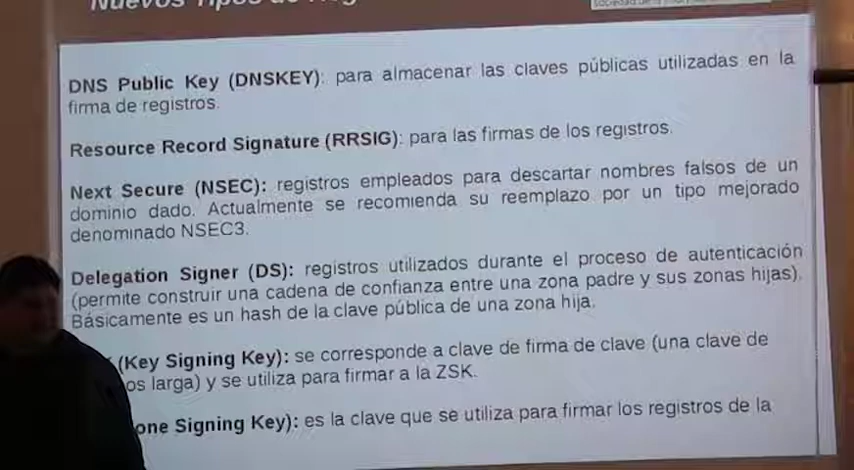 Nuevos Tipos de
DNS Public Key (DNSKEY): para almacenar las claves públicas utilizadas en la
firma de registros.
Resource Record Signature (RRSIG): para las firmas de los registros.
Next Secure (NSEC): registros empleados para descartar nombres falsos de un
dominio dado. Actualmente se recomienda su reemplazo por un tipo mejorado
denominado NSEC3.
Delegation Signer (DS): registros utilizados durante el proceso de autenticación
(permite construir una cadena de confianza entre una zona padre y sus zonas hijas).
Básicamente es un hash de la clave pública de una zona hija.
(Key Signing Key): se corresponde a clave de firma de clave (una clave de
os larga) y se utiliza para firmar a la ZSK.
one Signing Key): es la clave que se utiliza para firmar los registros de la